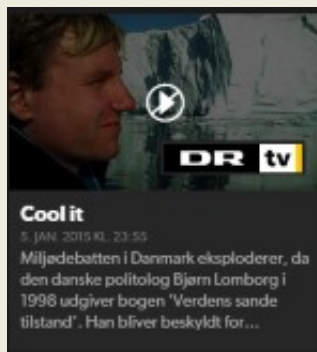 DR tv
Cool it
5. JAN. 2015 KL. 23:55
Miljødebatten i Danmark eksploderer, da
den danske politolog Bjørn Lomborg i
1998 udgiver bogen 'Verdens sande
tilstand'. Han bliver beskyldt for...